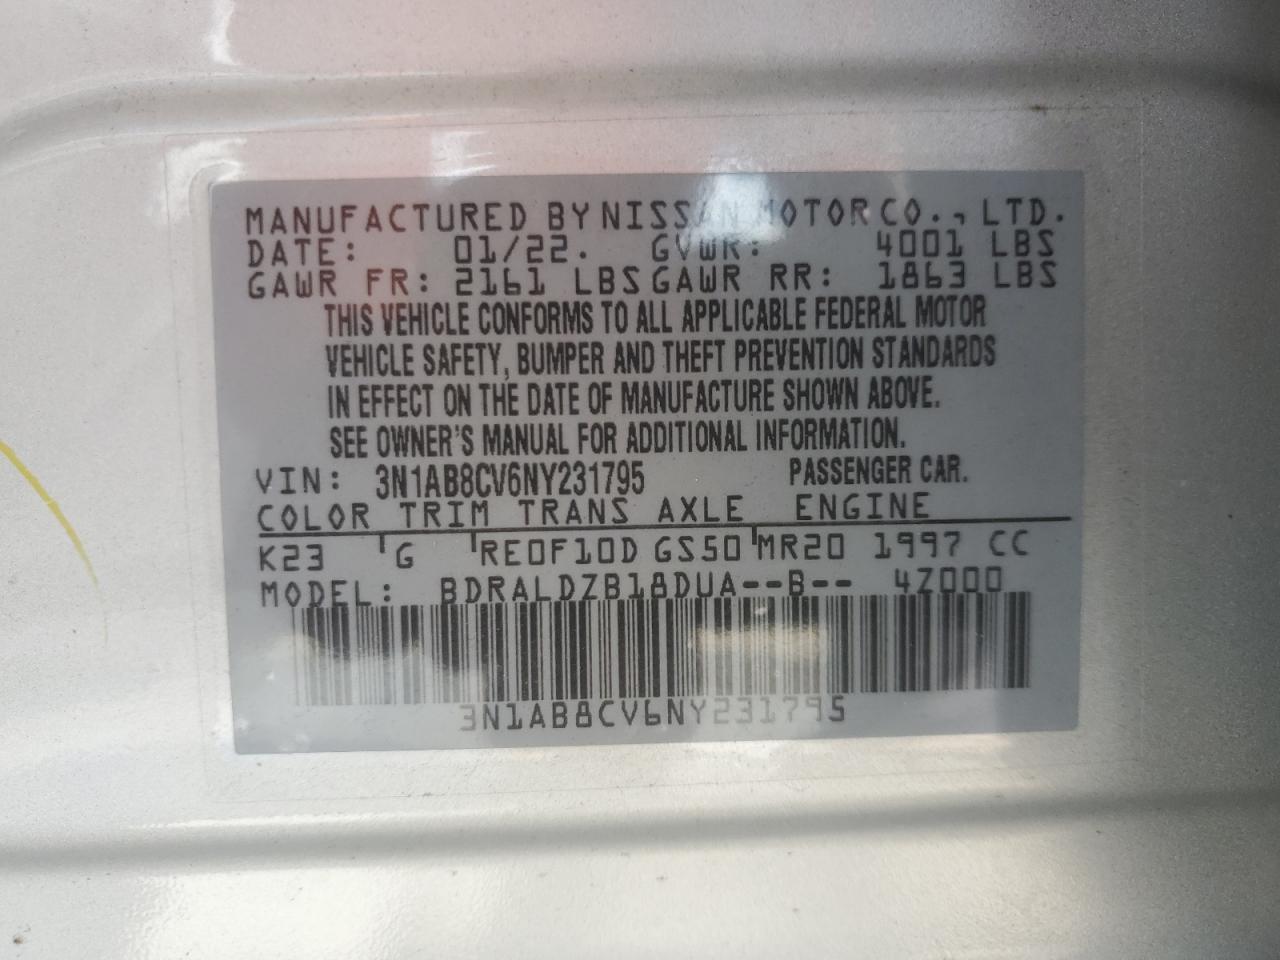 MANUFACTURED BY NISSAN MOTOR CO., LTD.
DATE: 01/22. GVWR: 4001 LBS
GAWR FR: 2161 LBS GAWR RR: 1863 LBS
THIS VEHICLE CONFORMS TO ALL APPLICABLE FEDERAL MOTOR
VEHICLE SAFETY, BUMPER AND THEFT PREVENTION STANDARDS
IN EFFECT ON THE DATE OF MANUFACTURE SHOWN ABOVE.
SEE OWNER'S MANUAL FOR ADDITIONAL INFORMATION.
VIN: 3N1AB8CV6NY231795 PASSENGER CAR.
COLOR TRIM TRANS AXLE ENGINE
K23 G RE0F10D GS50 MR20 1997 CC
MODEL: BDRALDZB18DUA--B-- 4Z000
3N1AB8CV6NY231795